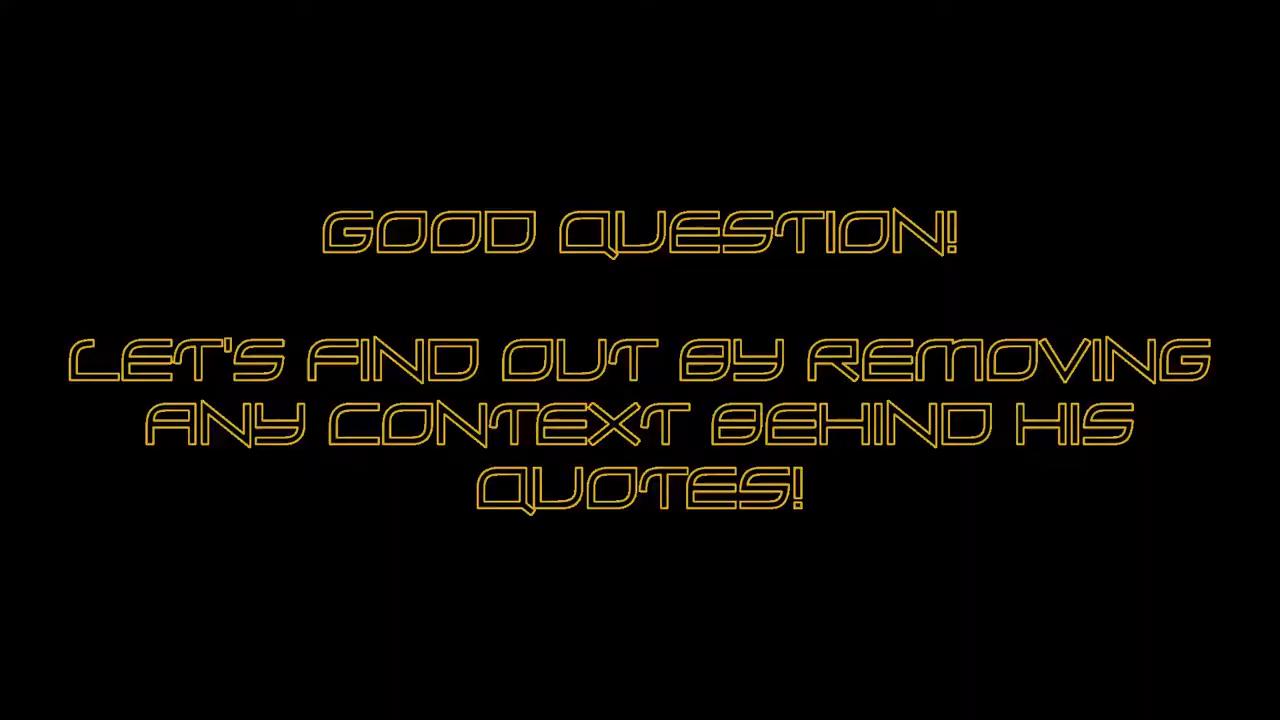 GOOD QUESTION!
LET'S FIND OUT BY REMOVING
ANY CONTEXT BEHIND HIS
QUOTES!